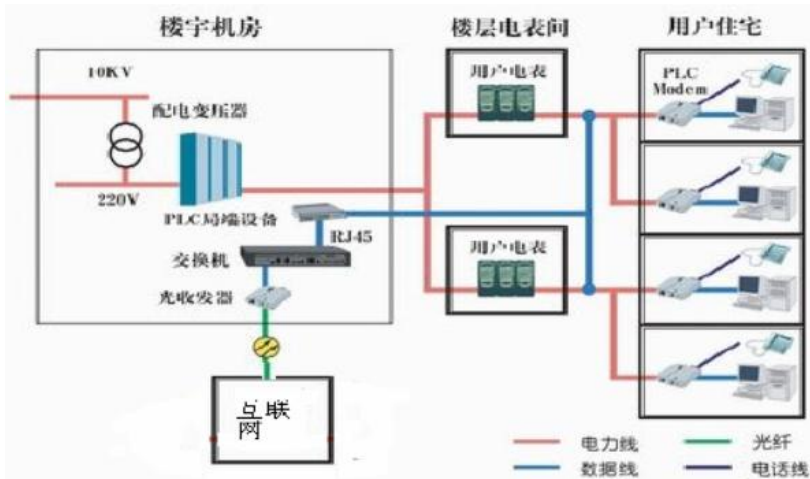 楼宇机房
楼层电表间
用户住宅
10KV
配电变压器
220V
PLC局端设备
RJ45
交换机
光收发器
互联
网
用户电表
用户电表
PLC
Modem
电力线
光纤
数据线
电话线